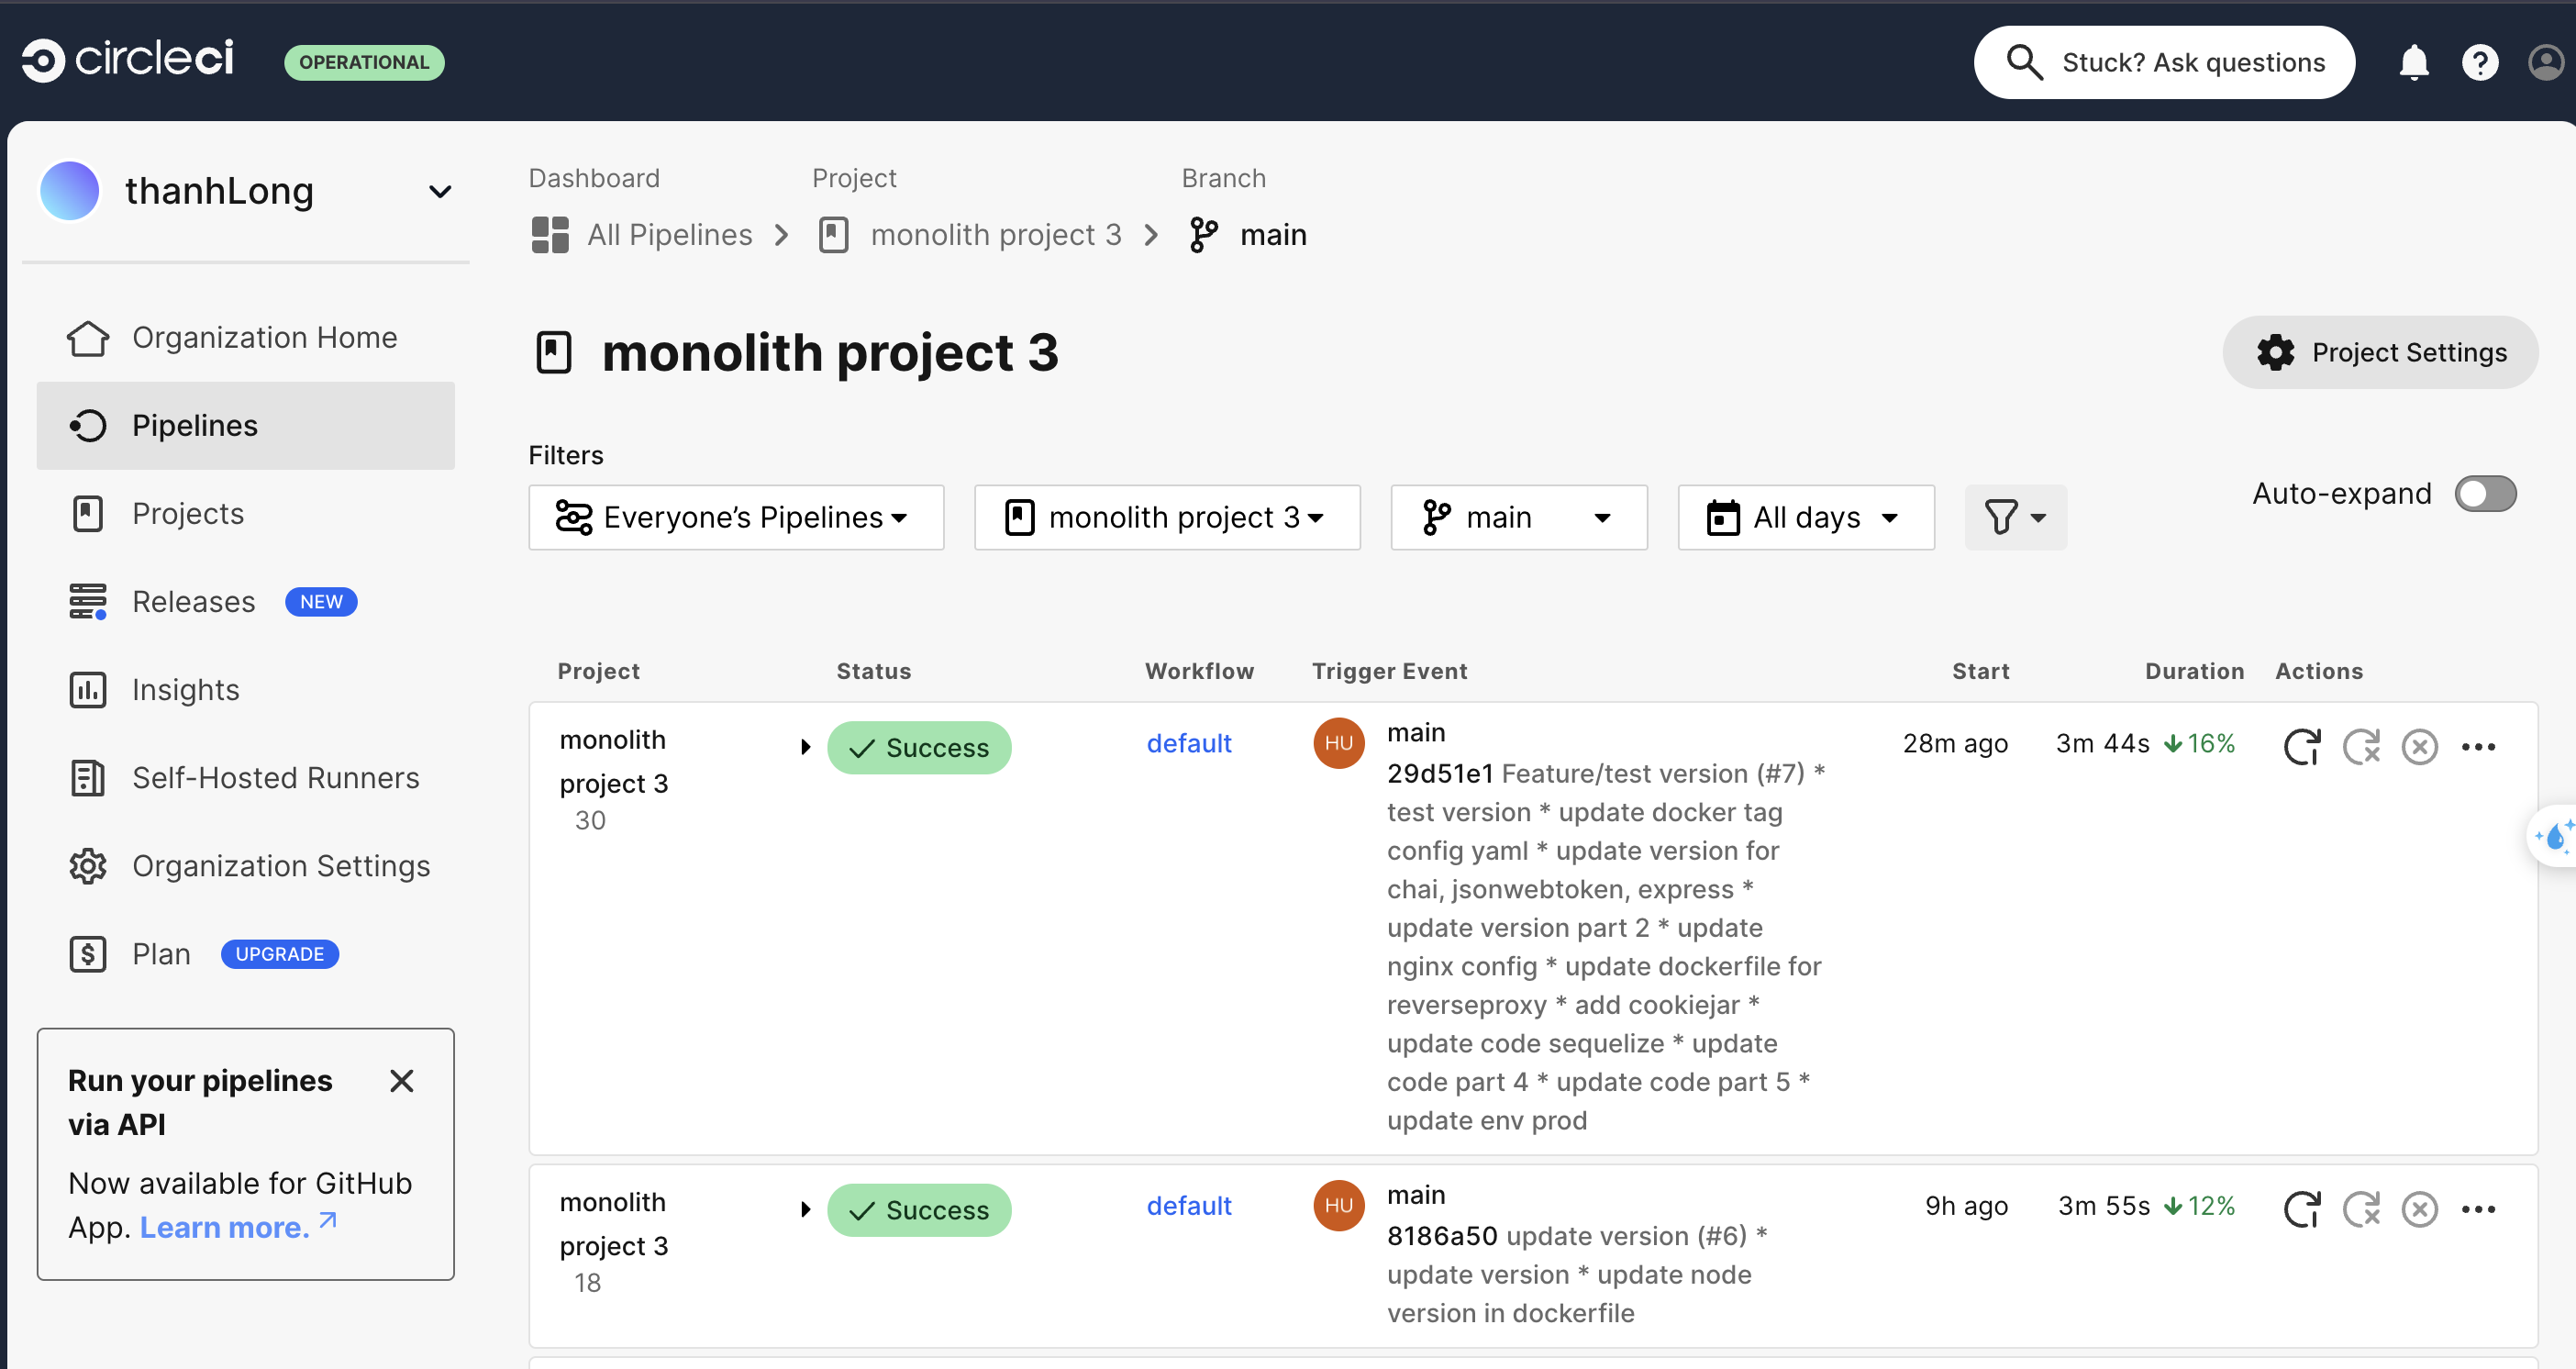 circleci
OPERATIONAL
Stuck? Ask questions
thanhLong
Organization Home
Pipelines
Projects
Releases NEW
Insights
Self-Hosted Runners
Organization Settings
Plan UPGRADE
Run your pipelines
via API
Now available for GitHub
App. Learn more.
Dashboard
Project
Branch
All Pipelines
monolith project 3
main
monolith project 3
Project Settings
Filters
Everyone’s Pipelines
monolith project 3
main
All days
Auto-expand
Project Status Workflow Trigger Event Start Duration Actions
monolith
project 3
30
Success
default
HU
main
29d51e1 Feature/test version (#7) *
test version * update docker tag
config yaml * update version for
chai, jsonwebtoken, express *
update version part 2 * update
nginx config * update dockerfile for
reverseproxy * add cookiejar *
update code sequelize * update
code part 4 * update code part 5 *
update env prod
28m ago
3m 44s 16%
monolith
project 3
18
Success
default
HU
main
8186a50 update version (#6) *
update version * update node
version in dockerfile
9h ago
3m 55s 12%